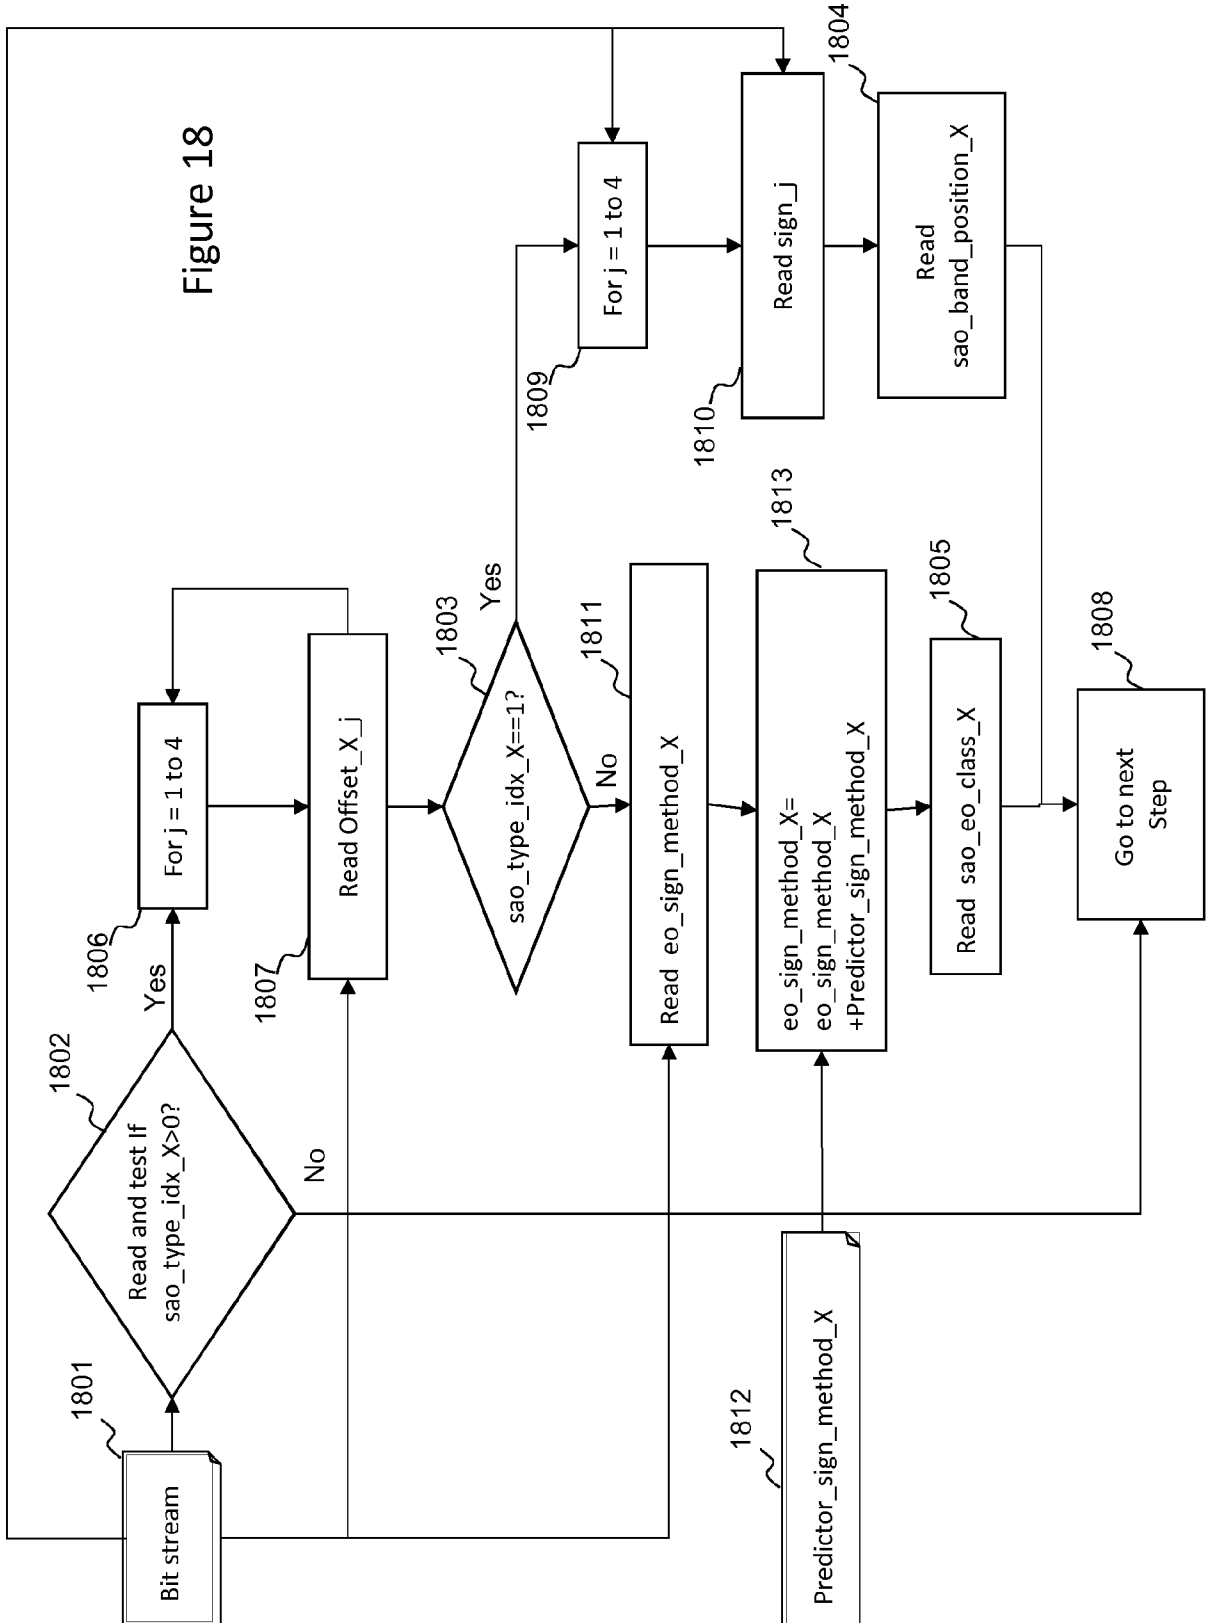 Figure 18
1801
Bit stream
1802
Read and test If
sao_type_idx_X>0?
Yes
No
1806
For j = 1 to 4
1807
Read Offset_X_j
1803
sao_type_idx_X==1?
Yes
No
1809
For j = 1 to 4
1810
Read sign_j
1804
Read
sao_band_position_X
1811
Read eo_sign_method_X
1812
Predictor_sign_method_X
1813
eo_sign_method_X=
eo_sign_method_X
+Predictor_sign_method_X
1805
Read sao_eo_class_X
1808
Go to next
Step